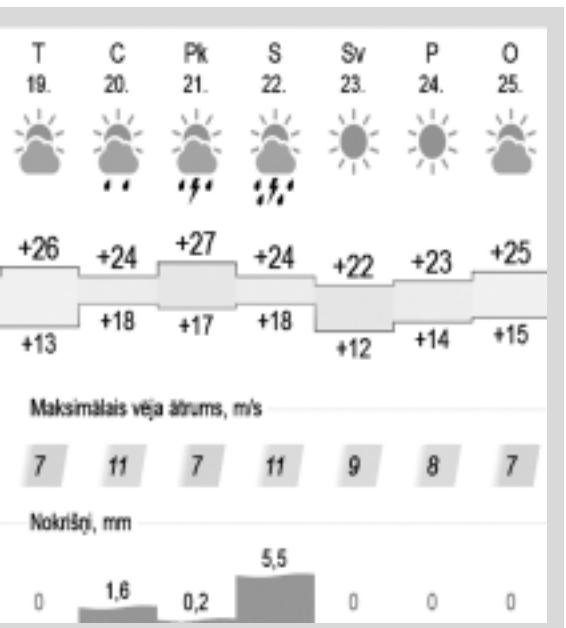 T C Pk S Sv P O
19. 20. 21. 22. 23. 24. 25.
+26 +24 +27 +24 +22 +23 +25
+13 +18 +17 +18 +12 +14 +15
Maksimālais vēja ātrums, m/s
7 11 7 11 9 8 7
Nokrišņi, mm
0 1,6 0,2 5,5 0 0 0